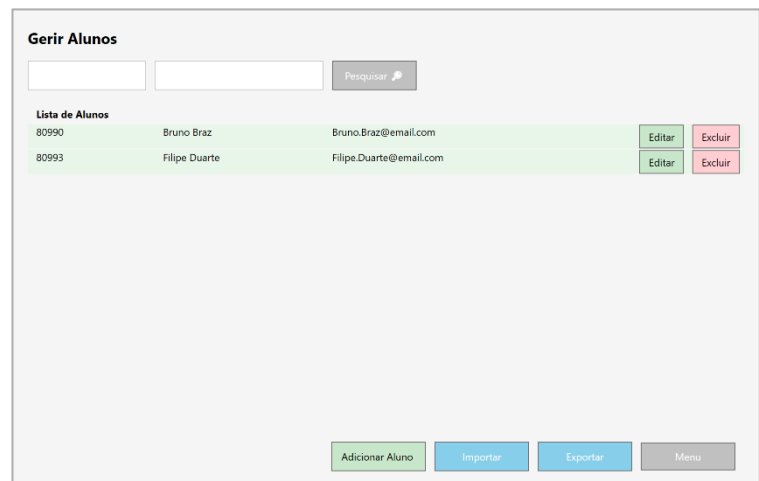 Gerir Alunos
Pesquisar
Lista de Alunos
80990 Bruno Braz Bruno.Braz@email.com Editar Excluir
80993 Filipe Duarte Filipe.Duarte@email.com Editar Excluir
Adicionar Aluno Importar Exportar Menu